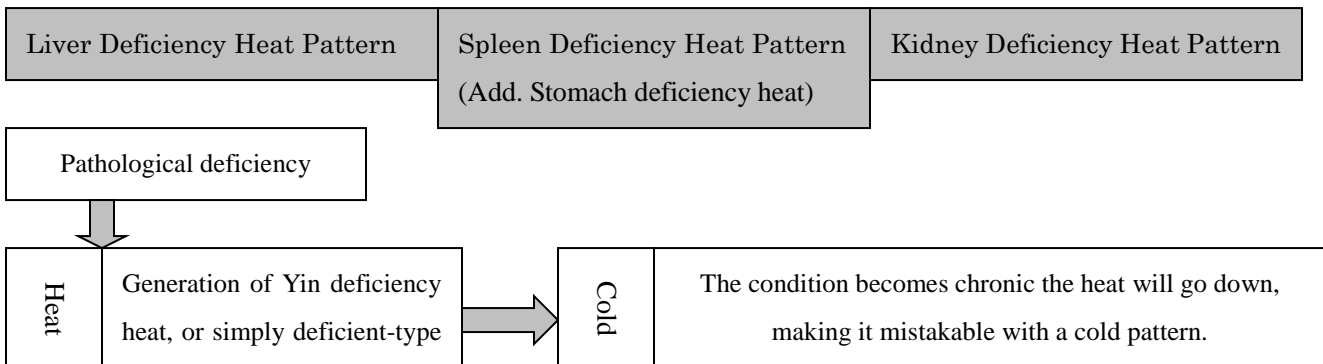 Liver Deficiency Heat Pattern
Spleen Deficiency Heat Pattern
(Add. Stomach deficiency heat)
Kidney Deficiency Heat Pattern
Pathological deficiency
Heat
Generation of Yin deficiency
heat, or simply deficient-type
Cold
The condition becomes chronic the heat will go down,
making it mistakable with a cold pattern.